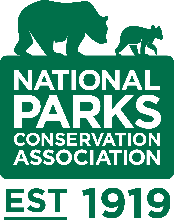 NATIONAL
PARKS
CONSERVATION
ASSOCIATION
EST 1919